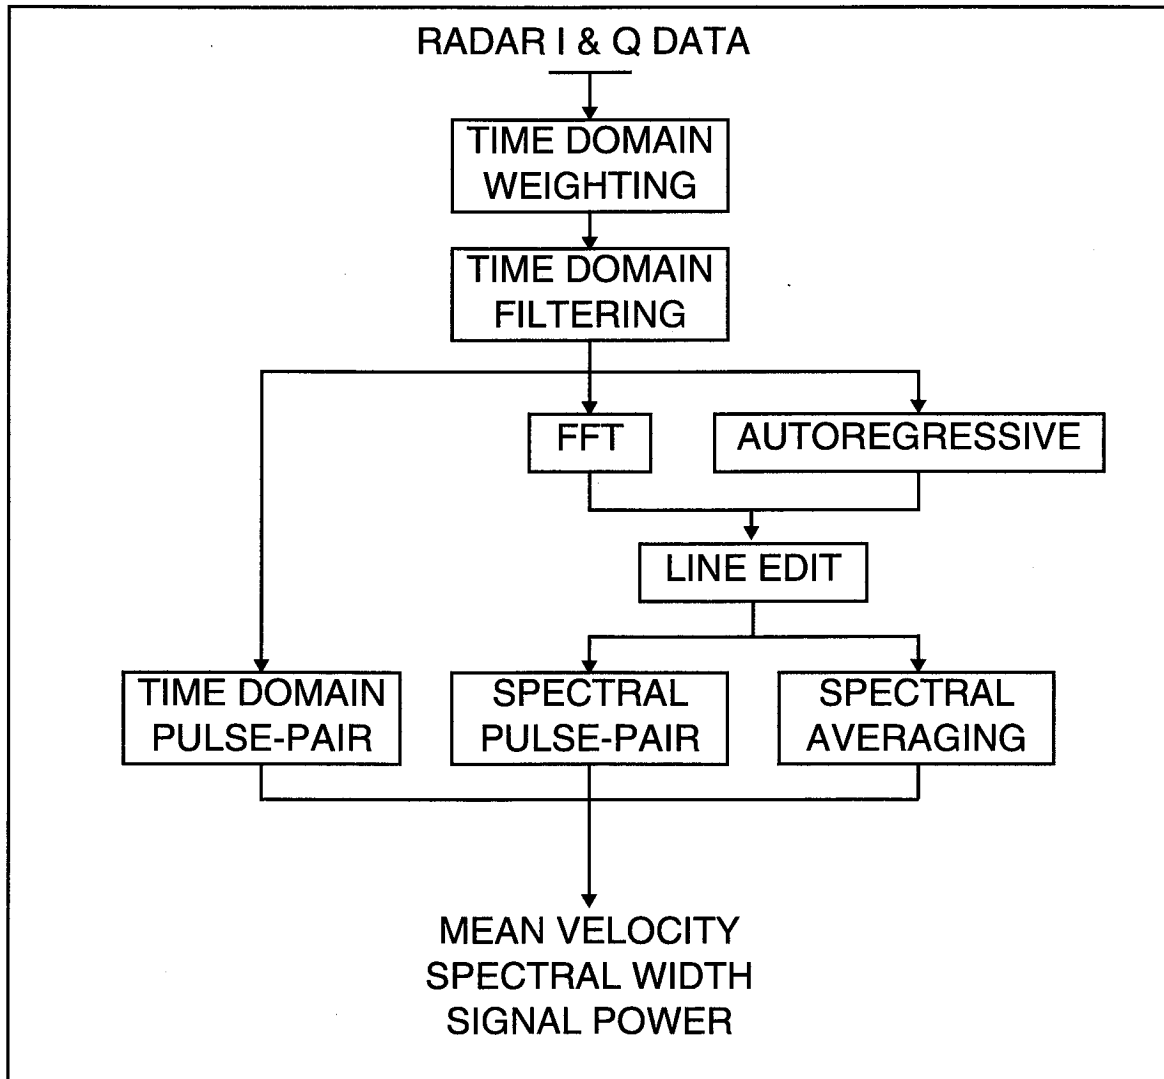 RADAR I & Q DATA
TIME DOMAIN
WEIGHTING
TIME DOMAIN
FILTERING
FFT
AUTOREGRESSIVE
LINE EDIT
TIME DOMAIN
PULSE-PAIR
SPECTRAL
PULSE-PAIR
SPECTRAL
AVERAGING
MEAN VELOCITY
SPECTRAL WIDTH
SIGNAL POWER